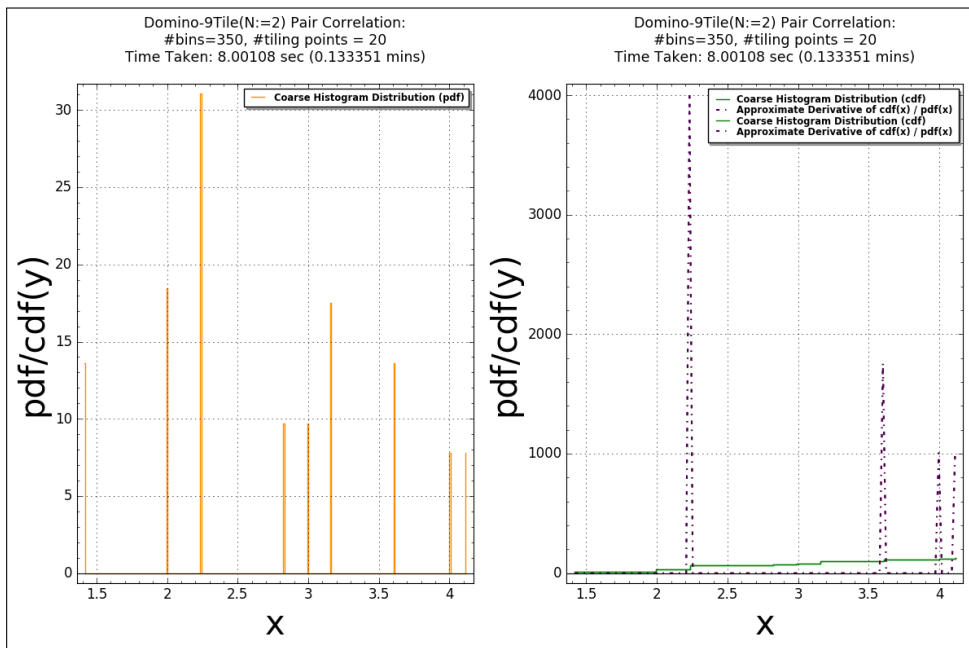 Domino-9Tile(N:=2) Pair Correlation:
#bins=350, #tiling points = 20
Time Taken: 8.00108 sec (0.133351 mins)
Coarse Histogram Distribution (pdf)
30
25
20
15
10
5
0
pdf/cdf(y)
1.5 2 2.5 3 3.5 4
x
Domino-9Tile(N:=2) Pair Correlation:
#bins=350, #tiling points = 20
Time Taken: 8.00108 sec (0.133351 mins)
Coarse Histogram Distribution (cdf)
Approximate Derivative of cdf(x) / pdf(x)
Coarse Histogram Distribution (cdf)
Approximate Derivative of cdf(x) / pdf(x)
4000
3000
2000
1000
0
pdf/cdf(y)
1.5 2 2.5 3 3.5 4
x